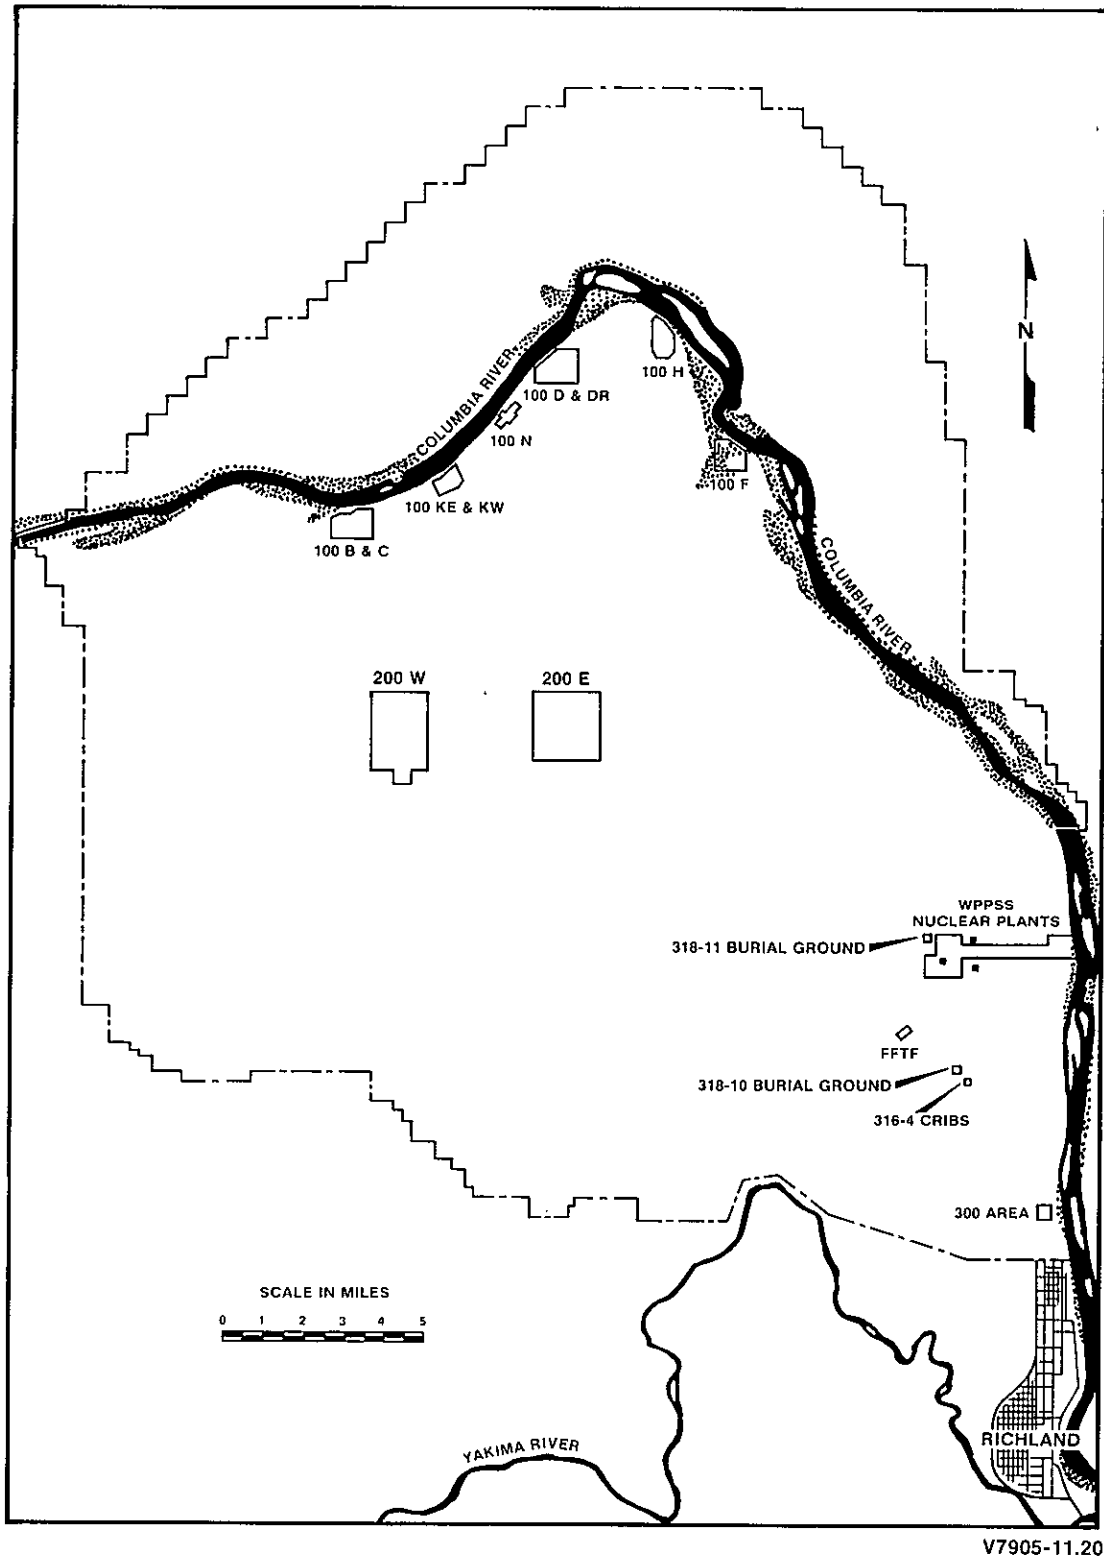 N
COLUMBIA RIVER
100 H
100 D & DR
100 N
100 F
100 KE & KW
100 B & C
COLUMBIA RIVER
200 W
200 E
WPPSS
NUCLEAR PLANTS
318-11 BURIAL GROUND
FFTF
318-10 BURIAL GROUND
316-4 CRIBS
300 AREA
SCALE IN MILES
0 1 2 3 4 5
RICHLAND
YAKIMA RIVER
V7905-11.20